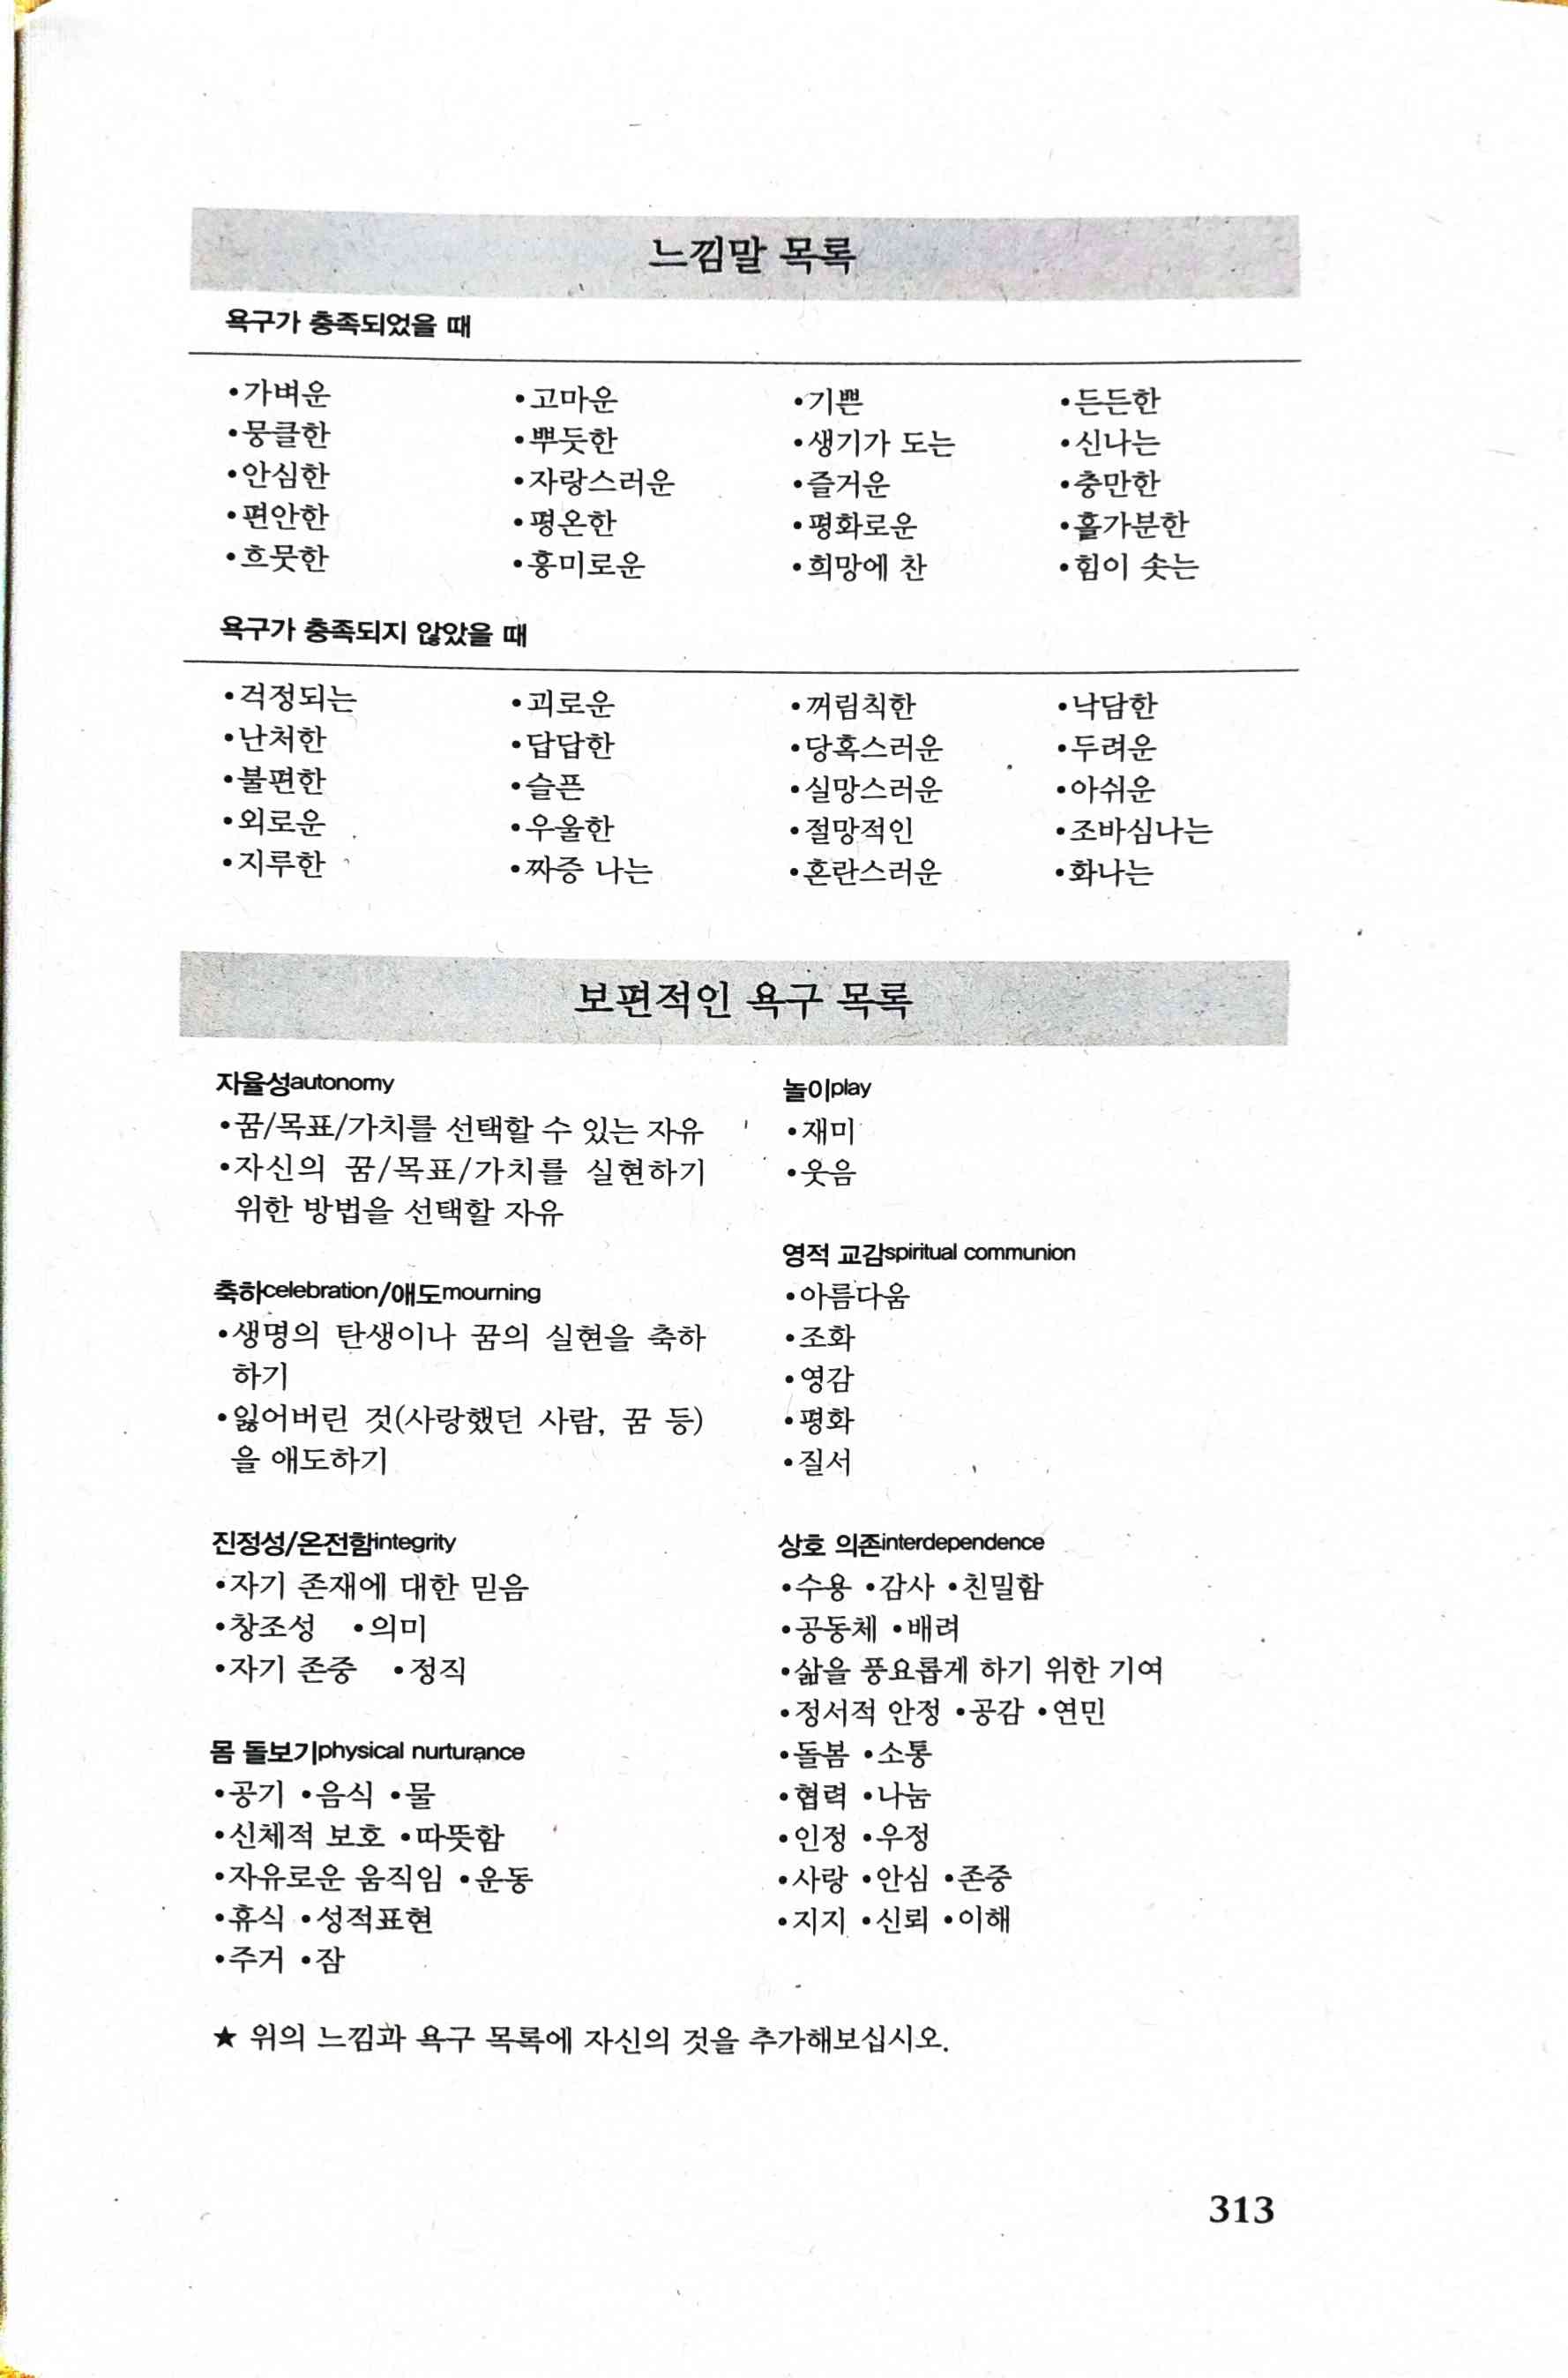 느낌말 목록
욕구가 충족되었을 때
•가벼운 •고마운 •기쁜 •든든한
•뭉클한 •뿌듯한 •생기가 도는 •신나는
•안심한 •자랑스러운 •즐거운 •충만한
•편안한 •평온한 •평화로운 •홀가분한
•흐뭇한 •흥미로운 •희망에 찬 •힘이 솟는
욕구가 충족되지 않았을 때
•걱정되는 •괴로운 •꺼림칙한 •낙담한
•난처한 •답답한 •당혹스러운 •두려운
•불편한 •슬픈 •실망스러운 •아쉬운
•외로운 •우울한 •절망적인 •조바심나는
•지루한 •짜증 나는 •혼란스러운 •화나는
보편적인 욕구 목록
자율성autonomy
•꿈/목표/가치를 선택할 수 있는 자유
•자신의 꿈/목표/가치를 실현하기
위한 방법을 선택할 자유
축하celebration/애도mourning
•생명의 탄생이나 꿈의 실현을 축하
하기
•잃어버린 것(사랑했던 사람, 꿈 등)
을 애도하기
진정성/온전함integrity
•자기 존재에 대한 믿음
•창조성 •의미
•자기 존중 •정직
몸 돌보기physical nurturance
•공기 •음식 •물
•신체적 보호 •따뜻함
•자유로운 움직임 •운동
•휴식 •성적표현
•주거 •잠
놀이play
•재미
•웃음
영적 교감spiritual communion
•아름다움
•조화
•영감
•평화
•질서
상호 의존interdependence
•수용 •감사 •친밀함
•공동체 •배려
•삶을 풍요롭게 하기 위한 기여
•정서적 안정 •공감 •연민
•돌봄 •소통
•협력 •나눔
•인정 •우정
•사랑 •안심 •존중
•지지 •신뢰 •이해
★ 위의 느낌과 욕구 목록에 자신의 것을 추가해보십시오.
313